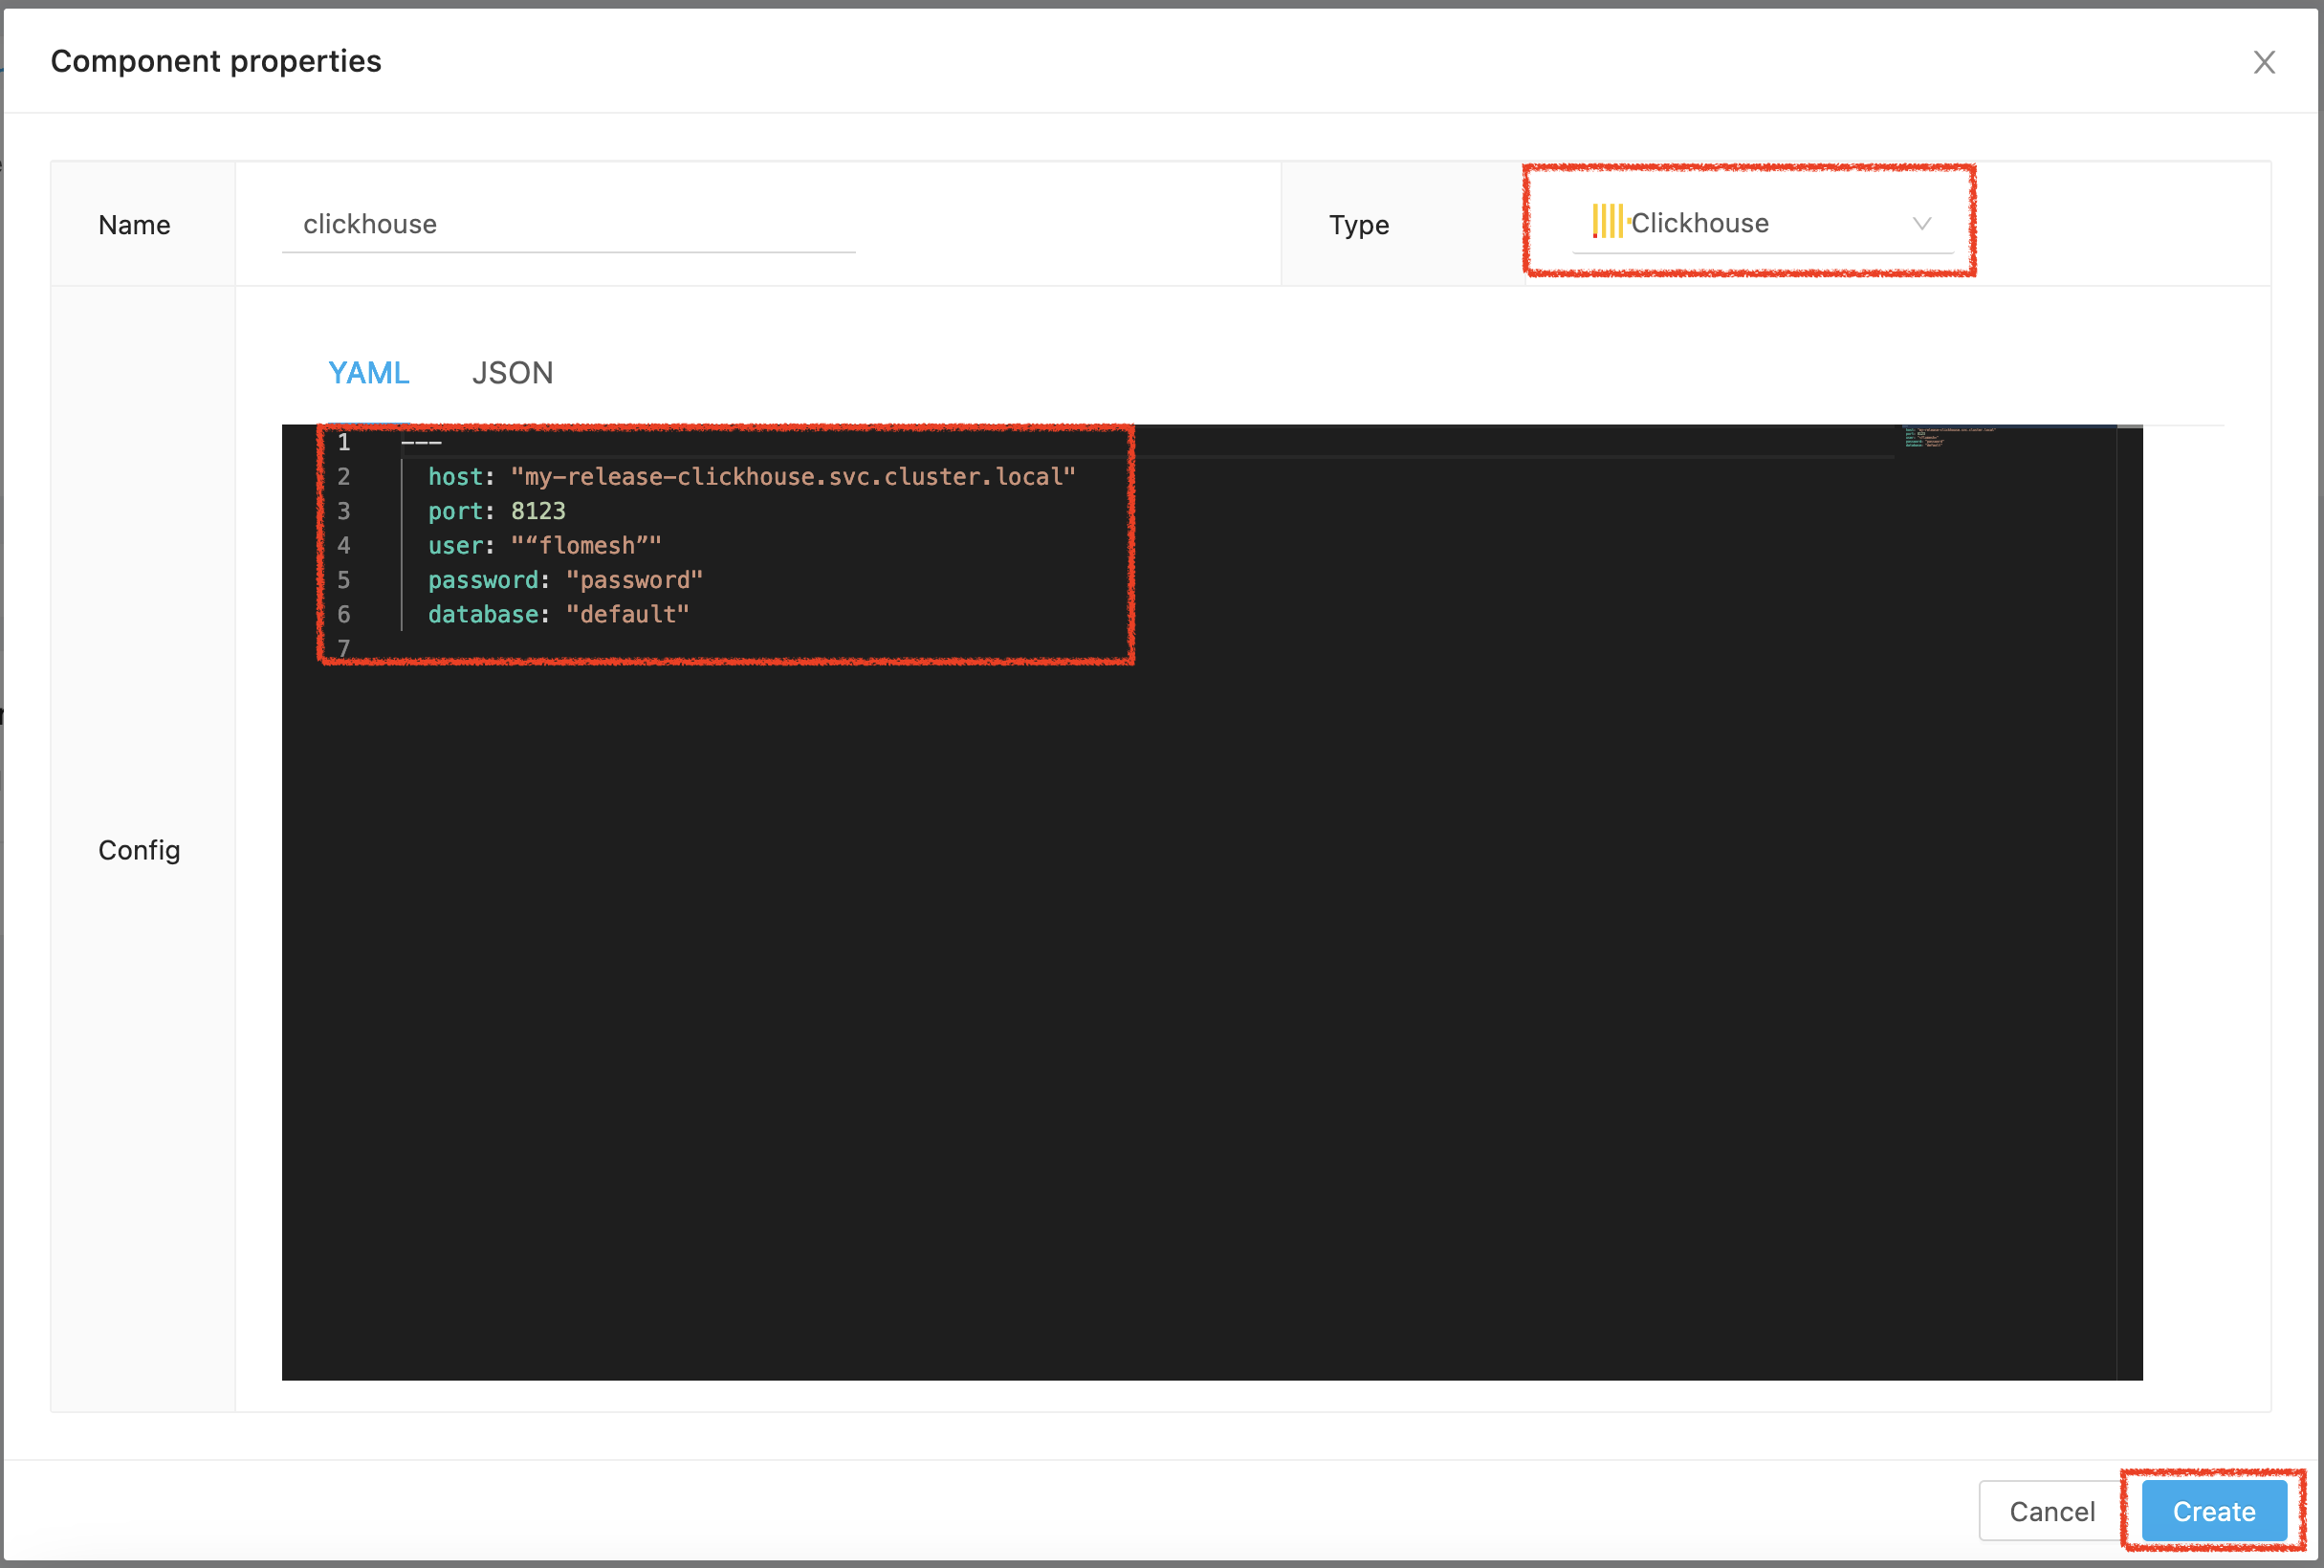 Component properties
Name
clickhouse
Type
Clickhouse
YAML JSON
Config
1 ---
2 host: "my-release-clickhouse.svc.cluster.local"
3 port: 8123
4 user: "“flomesh”"
5 password: "password"
6 database: "default"
7
Cancel
Create